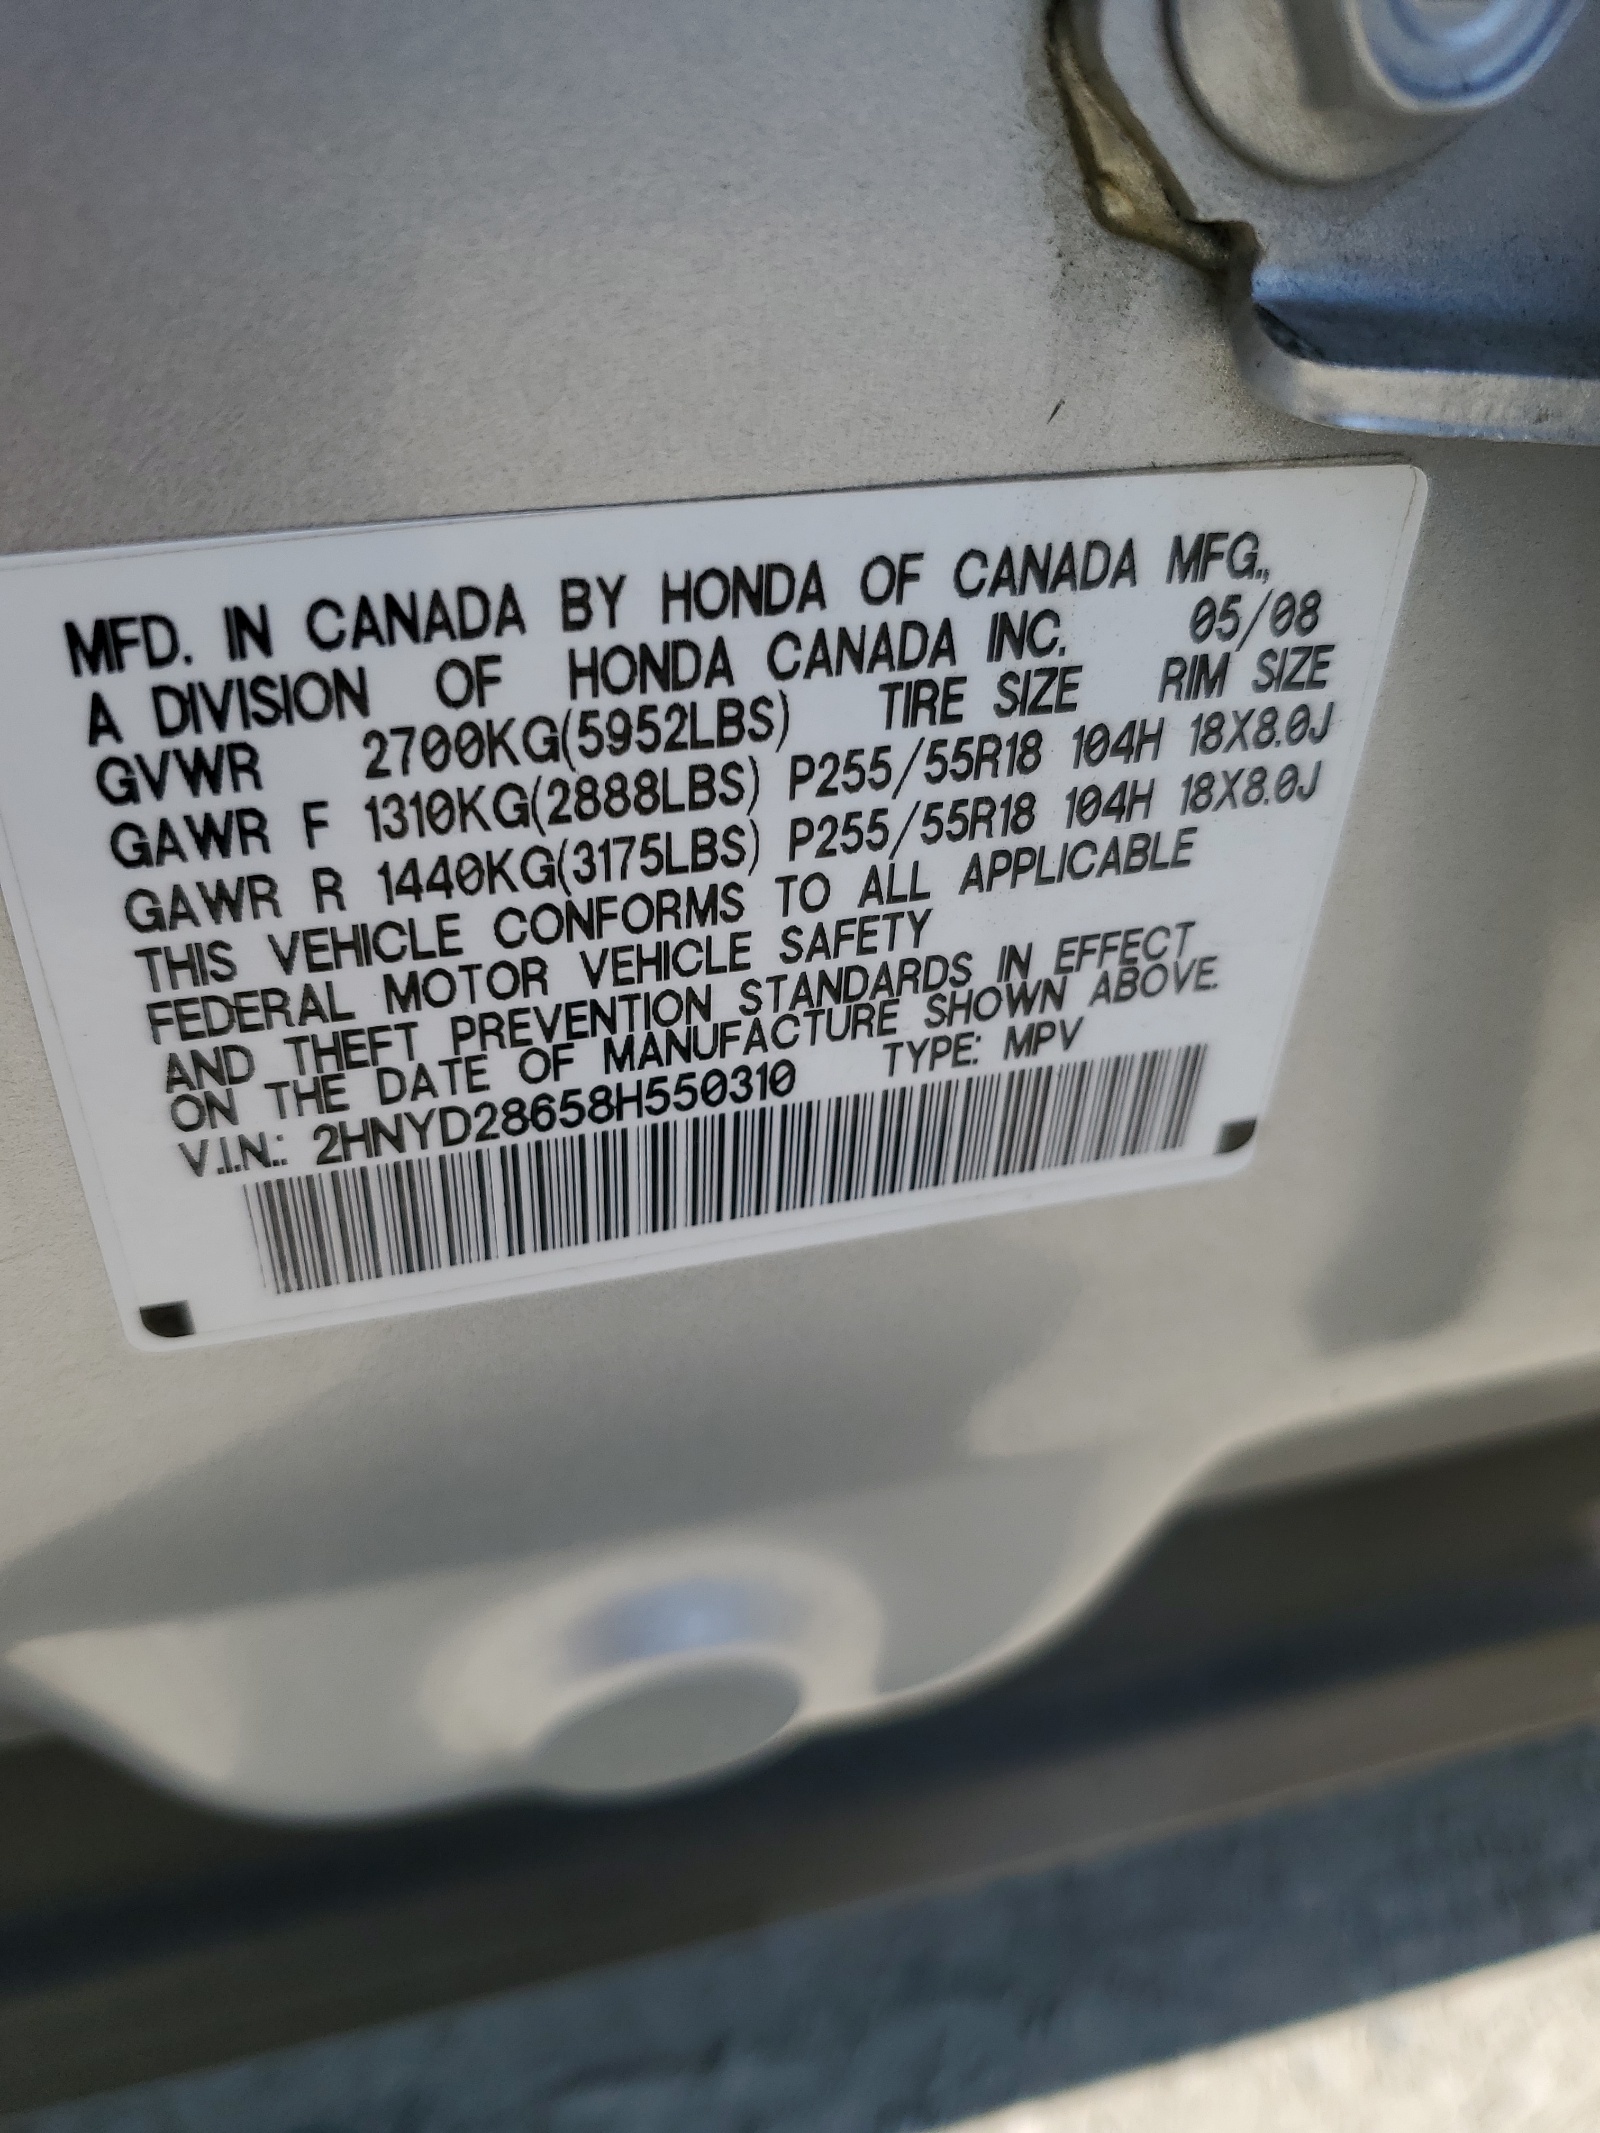 MFD. IN CANADA BY HONDA OF CANADA MFG.,
A DIVISION OF HONDA CANADA INC. 05/08
GVWR 2700KG(5952LBS) TIRE SIZE RIM SIZE
GAWR F 1310KG(2888LBS) P255/55R18 104H 18X8.0J
GAWR R 1440KG(3175LBS) P255/55R18 104H 18X8.0J
THIS VEHICLE CONFORMS TO ALL APPLICABLE
FEDERAL MOTOR VEHICLE SAFETY
AND THEFT PREVENTION STANDARDS IN EFFECT
ON THE DATE OF MANUFACTURE SHOWN ABOVE.
V.I.N.: 2HNYD28658H550310 TYPE: MPV